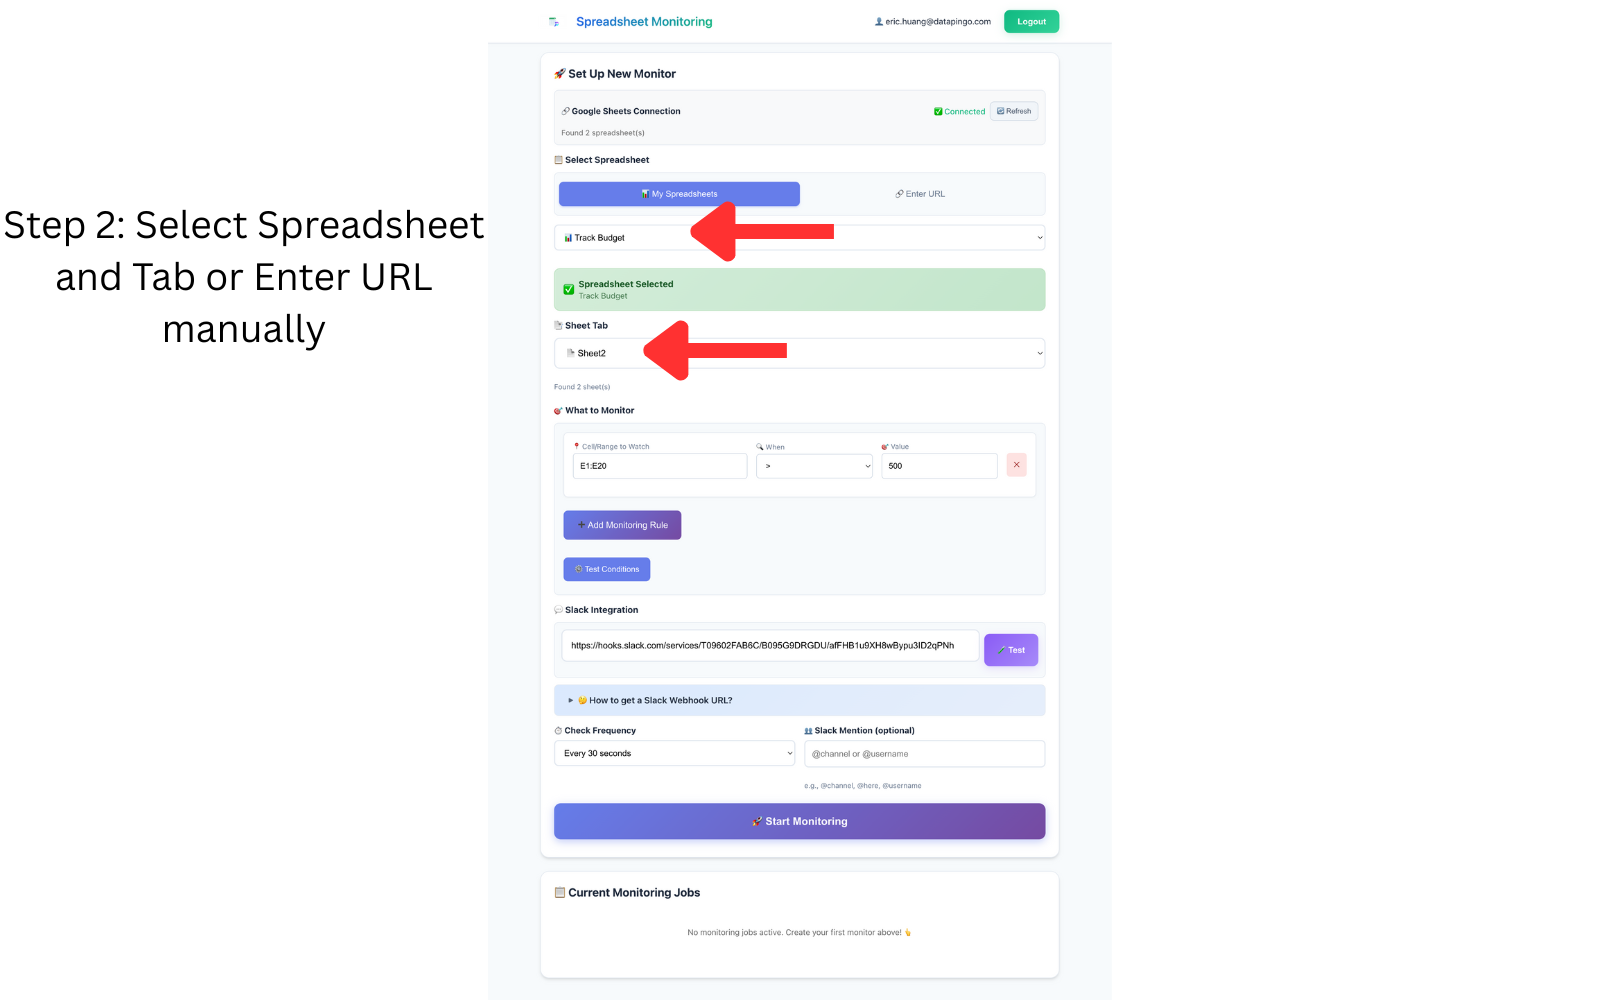 Spreadsheet Monitoring
eric.huang@datapingo.com
Logout
Set Up New Monitor
Google Sheets Connection
Connected
Refresh
Found 2 spreadsheet(s)
Select Spreadsheet
My Spreadsheets
Enter URL
Step 2: Select Spreadsheet
and Tab or Enter URL
manually
Track Budget
Spreadsheet Selected
Track Budget
Sheet Tab
Sheet2
Found 2 sheet(s)
What to Monitor
Cell/Range to Watch
When
Value
E1:E20
>
500
Add Monitoring Rule
Test Conditions
Slack Integration
https://hooks.slack.com/services/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
Test
How to get a Slack Webhook URL?
Check Frequency
Slack Mention (optional)
Every 30 seconds
@channel or @username
e.g., @channel, @here, @username
Start Monitoring
Current Monitoring Jobs
No monitoring jobs active. Create your first monitor above!